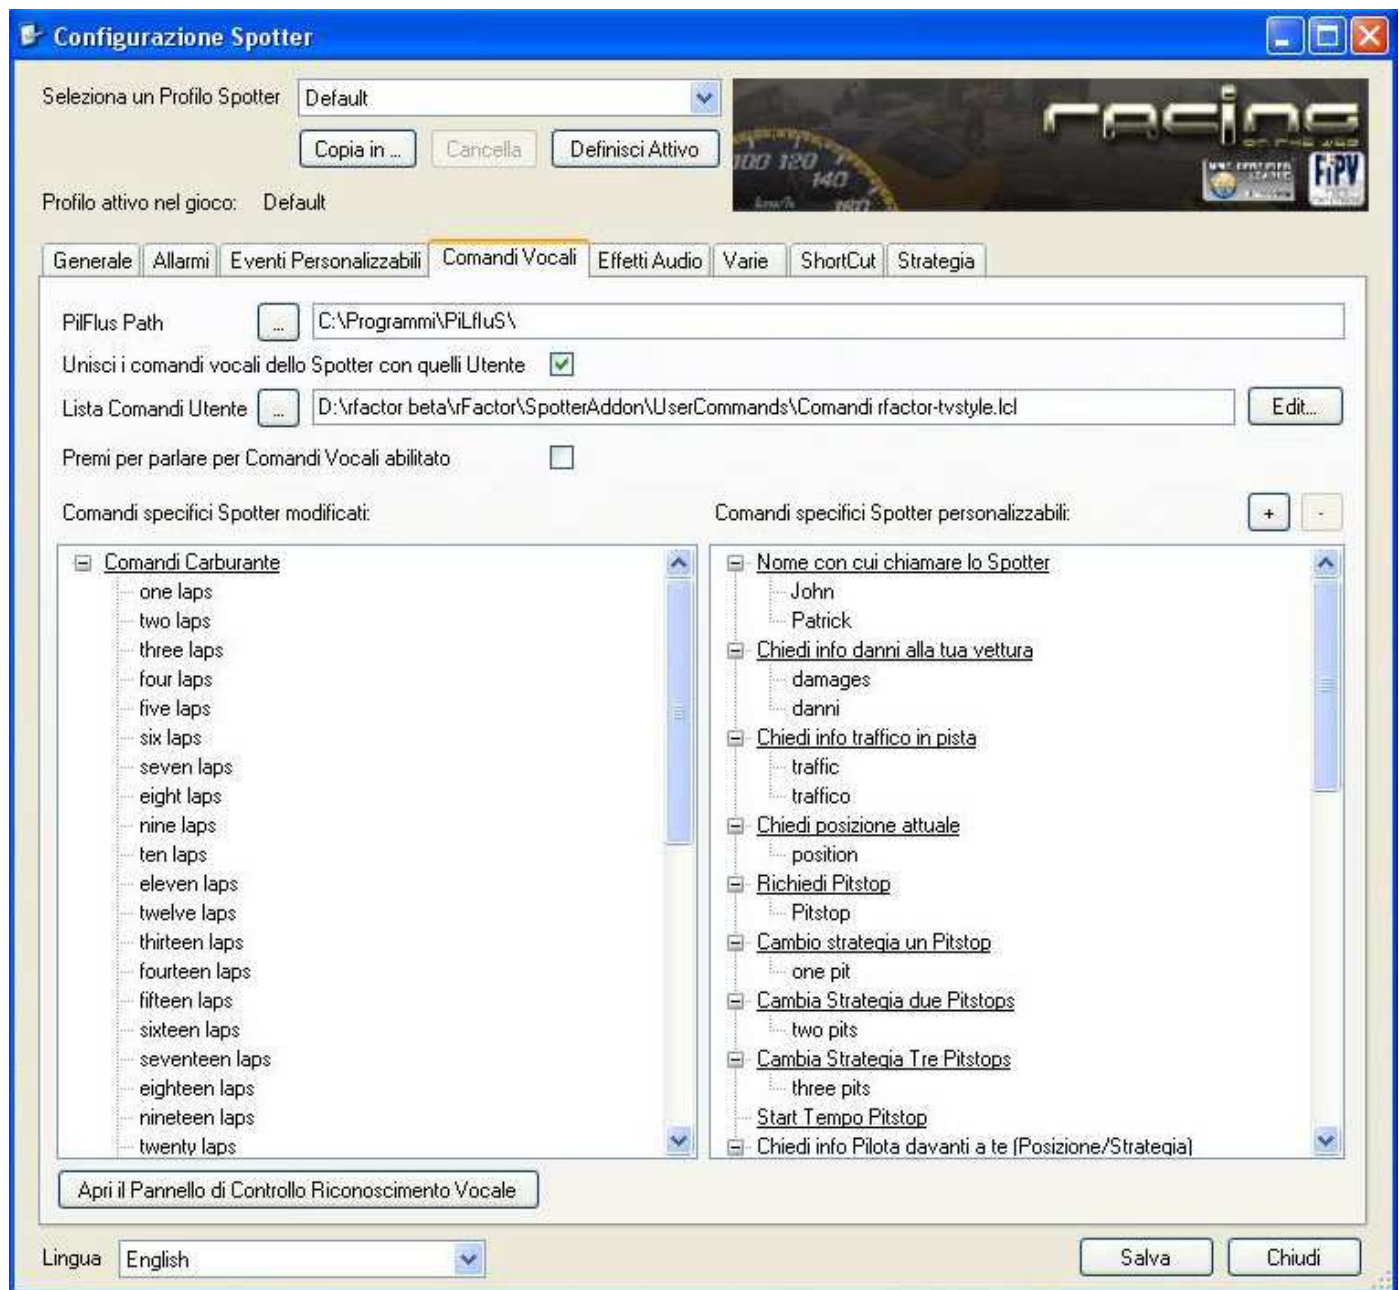 Configurazione Spotter
Seleziona un Profilo Spotter Default
Copia in ... Cancella Definisci Attivo
Profilo attivo nel gioco: Default
racing
ON THE WEB
FiPV
100 120
140
km/h 160
Generale Allarmi Eventi Personalizzabili Comandi Vocali Effetti Audio Varie ShortCut Strategia
PilFlus Path ... C:\Programmi\PiLfluS\
Unisci i comandi vocali dello Spotter con quelli Utente
Lista Comandi Utente ... D:\rfactor beta\rFactor\SpotterAddon\UserCommands\Comandi rfactor-tvstyle.lcl Edit...
Premi per parlare per Comandi Vocali abilitato
Comandi specifici Spotter modificati:
Comandi Carburante
one laps
two laps
three laps
four laps
five laps
six laps
seven laps
eight laps
nine laps
ten laps
eleven laps
twelve laps
thirteen laps
fourteen laps
fifteen laps
sixteen laps
seventeen laps
eighteen laps
nineteen laps
twenty laps
Comandi specifici Spotter personalizzabili: + -
Nome con cui chiamare lo Spotter
John
Patrick
Chiedi info danni alla tua vettura
damages
danni
Chiedi info traffico in pista
traffic
traffico
Chiedi posizione attuale
position
Richiedi Pitstop
Pitstop
Cambio strategia un Pitstop
one pit
Cambia Strategia due Pitstops
two pits
Cambia Strategia Tre Pitstops
three pits
Start Tempo Pitstop
Chiedi info Pilota davanti a te (Posizione/Strategia)
Apri il Pannello di Controllo Riconoscimento Vocale
Lingua English
Salva Chiudi